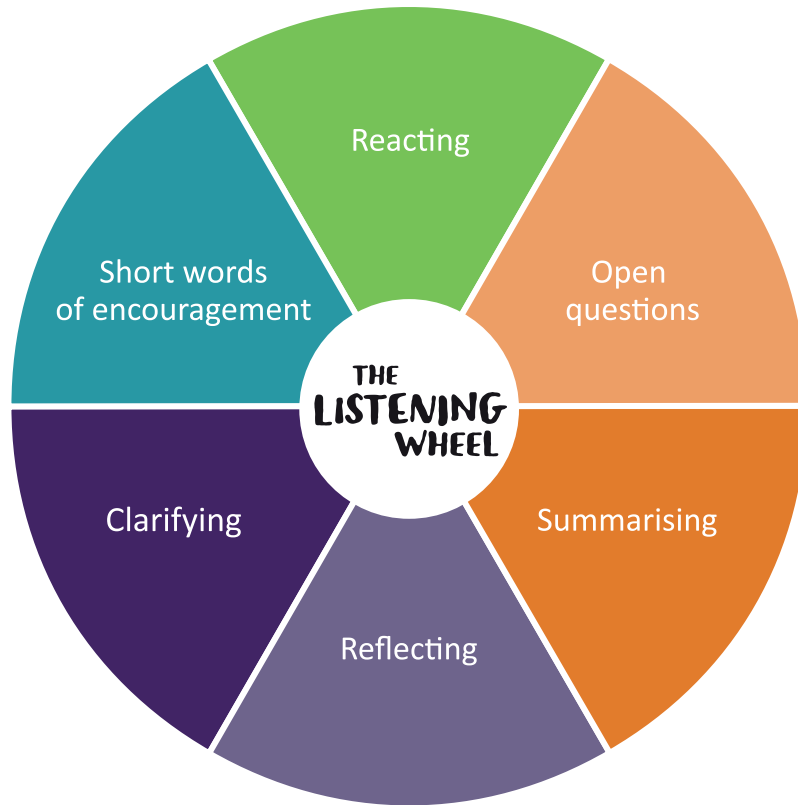 Reacting
Open
questions
Summarising
Reflecting
Clarifying
Short words
of encouragement
THE
LISTENING
WHEEL